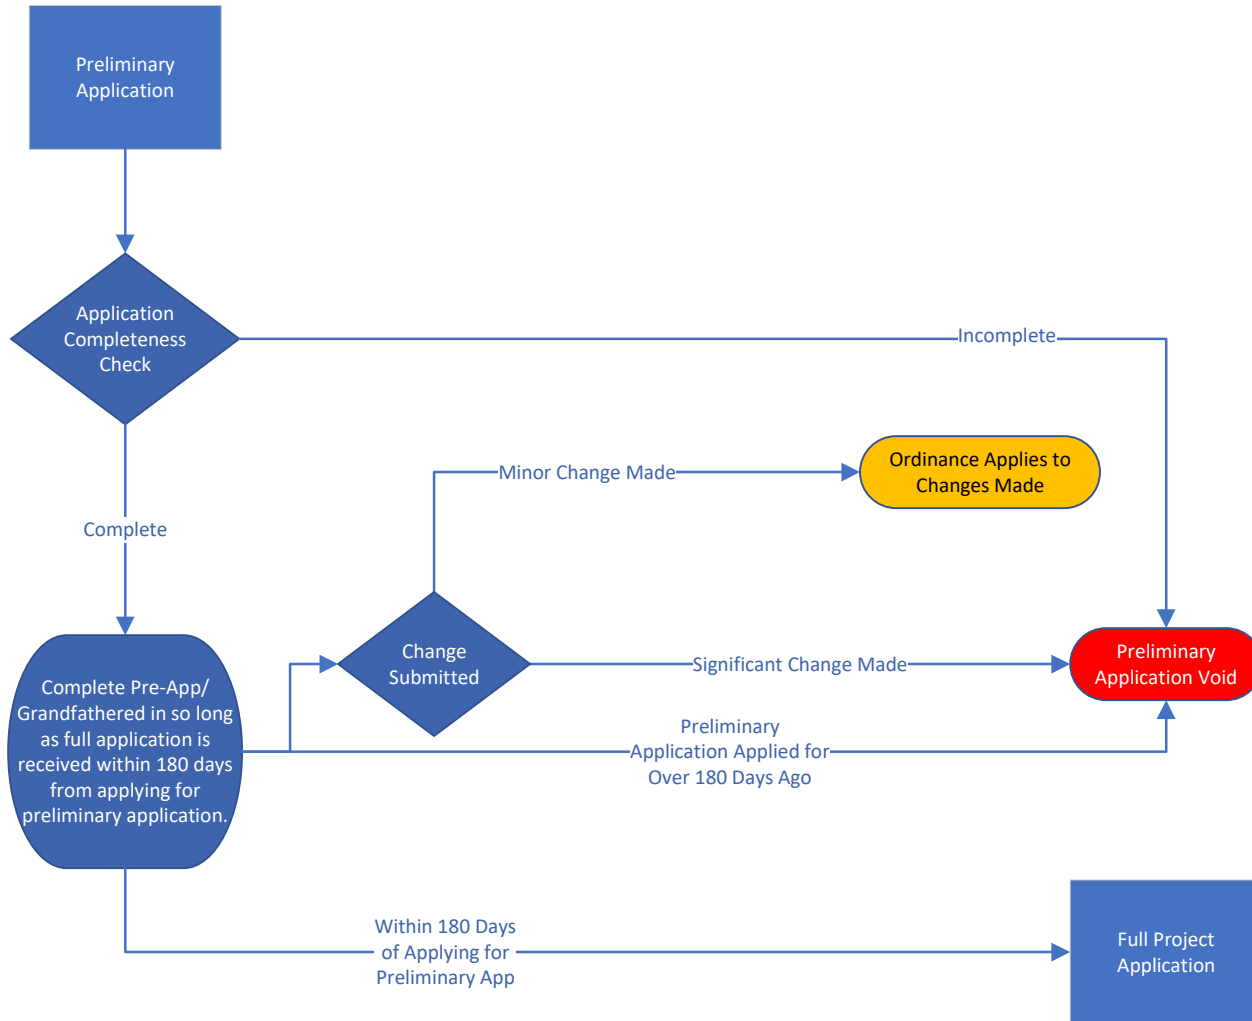 Preliminary
Application
Application
Completeness
Check
Incomplete
Ordinance Applies to
Changes Made
Minor Change Made
Complete
Change
Submitted
Significant Change Made
Preliminary
Application Void
Complete Pre-App/
Grandfathered in so long
as full application is
received within 180 days
from applying for
preliminary application.
Preliminary
Application Applied for
Over 180 Days Ago
Within 180 Days
of Applying for
Preliminary App
Full Project
Application